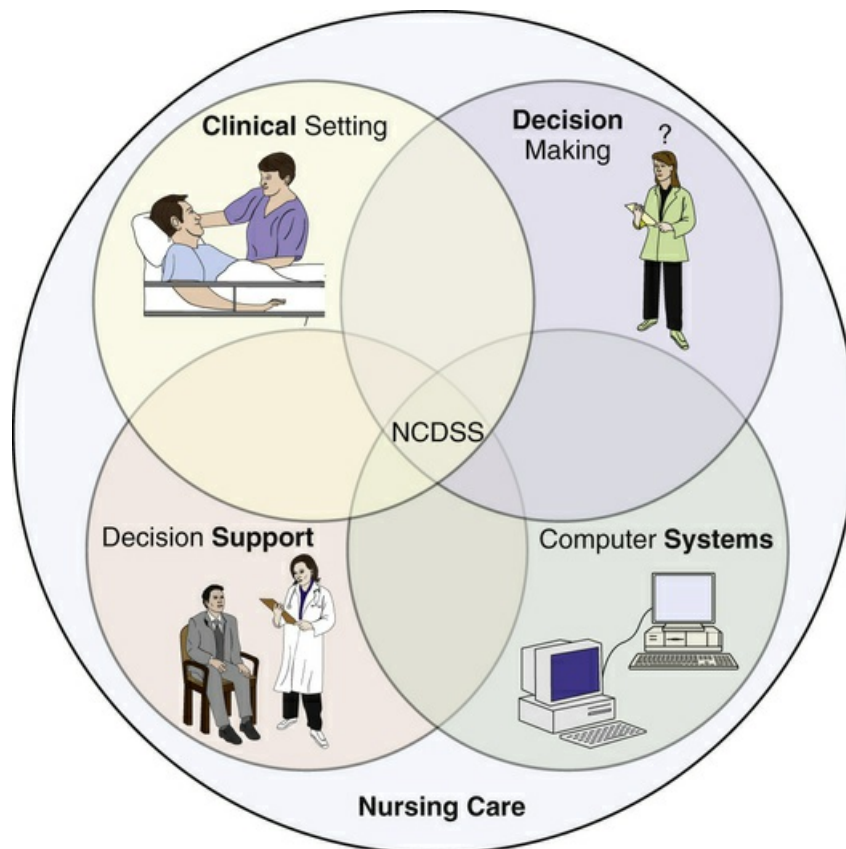 Clinical Setting
Decision
Making
?
NCDSS
Decision Support
Computer Systems
Nursing Care